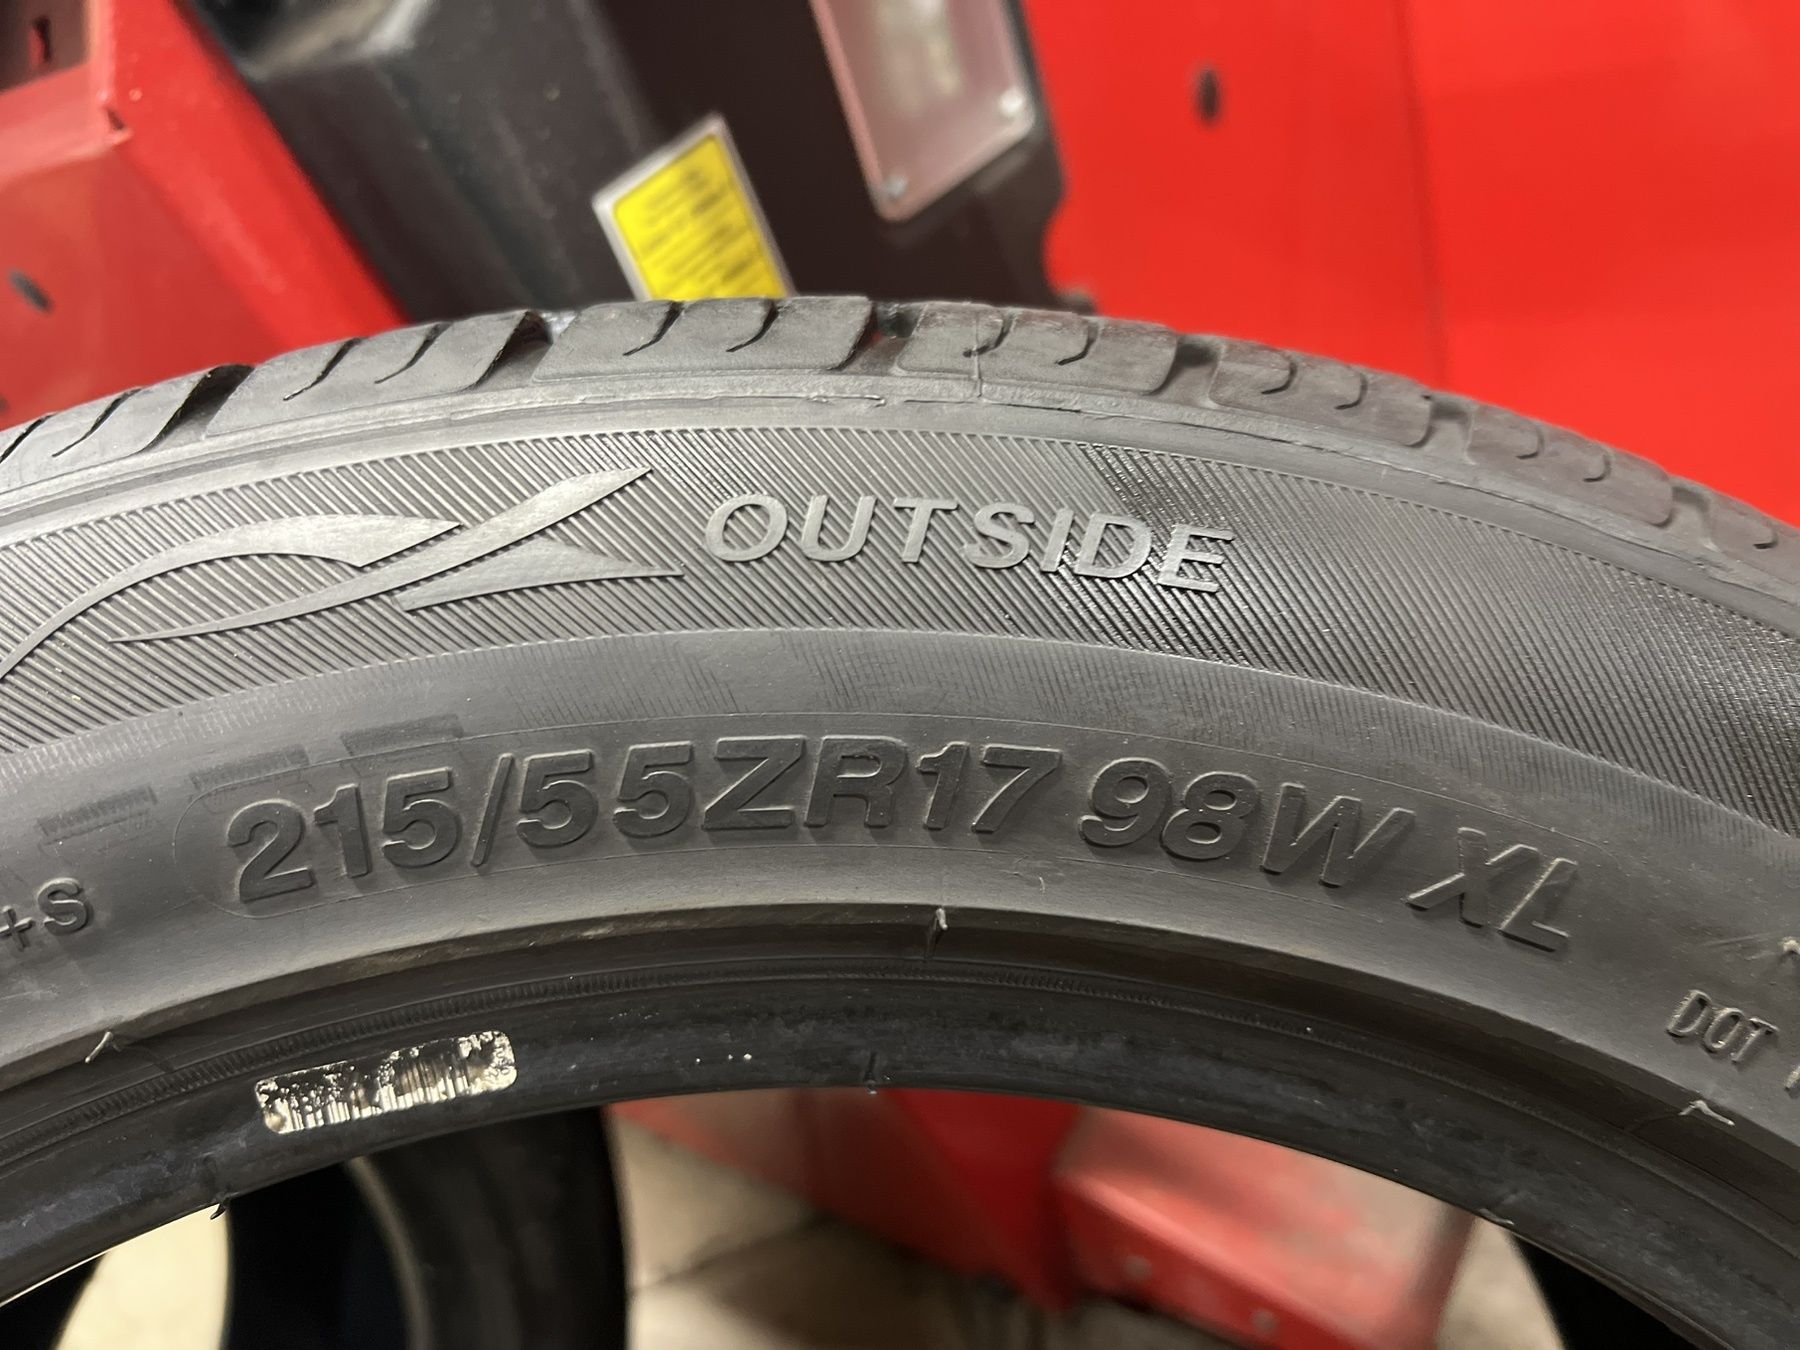 OUTSIDE
215/55ZR17 98W XL
+S
DOT